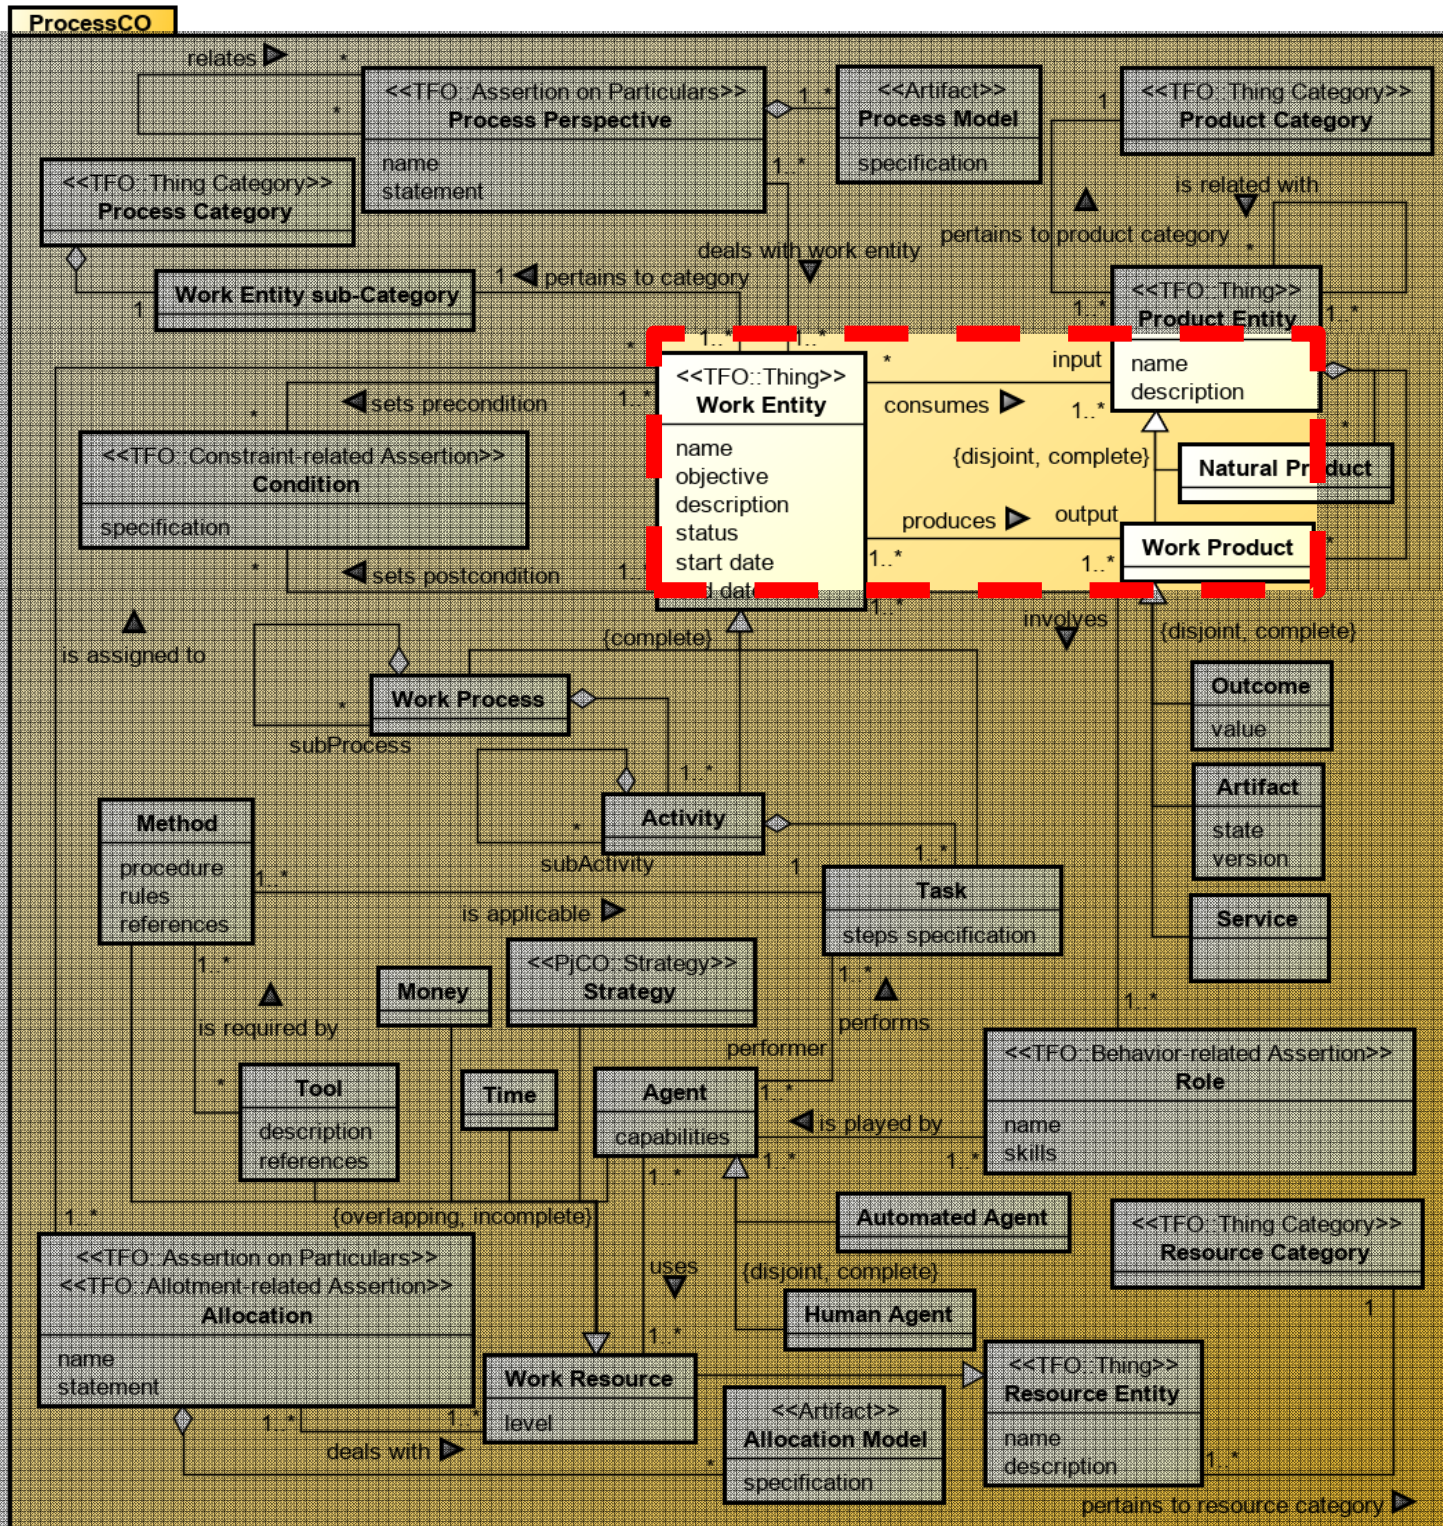 ProcessCO
relates
*
*
<<TFO::Assertion on Particulars>>
Process Perspective
name
statement
1..*
<<Artifact>>
Process Model
specification
1
<<TFO::Thing Category>>
Product Category
<<TFO::Thing Category>>
Process Category
1..*
is related with
deals with work entity
pertains to product category
*
1
pertains to category
Work Entity sub-Category
1
<<TFO::Thing>>
Product Entity
1..*
1..*
1..*
1..*
*
name
description
<<TFO::Thing>>
Work Entity
name
objective
description
status
start date
*
input
consumes
1..*
sets precondition
*
1..*
<<TFO::Constraint-related Assertion>>
Condition
specification
{disjoint, complete}
*
Natural Product
produces
output
Work Product
*
1..*
1..*
*
sets postcondition
1..
1..*
involves
{disjoint, complete}
is assigned to
{complete}
Work Process
*
subProcess
Outcome
value
1..*
Activity
*
subActivity
Artifact
state
version
Method
procedure
rules
references
1..*
1
1..*
is applicable
Task
steps specification
Service
<<PjCO::Strategy>>
Strategy
Money
1..*
is required by
1..*
performs
performer
1..*
<<TFO::Behavior-related Assertion>>
Role
name
skills
*
Tool
description
references
Time
Agent
capabilities
1..*
is played by
1..*
1..*
1..*
{overlapping, incomplete}
Automated Agent
{disjoint, complete}
Human Agent
<<TFO::Thing Category>>
Resource Category
1
1..*
<<TFO::Assertion on Particulars>>
<<TFO::Allotment-related Assertion>>
Allocation
name
statement
uses
1..*
Work Resource
level
1..*
1..*
deals with
*
<<Artifact>>
Allocation Model
specification
<<TFO::Thing>>
Resource Entity
name
description
1..*
pertains to resource category